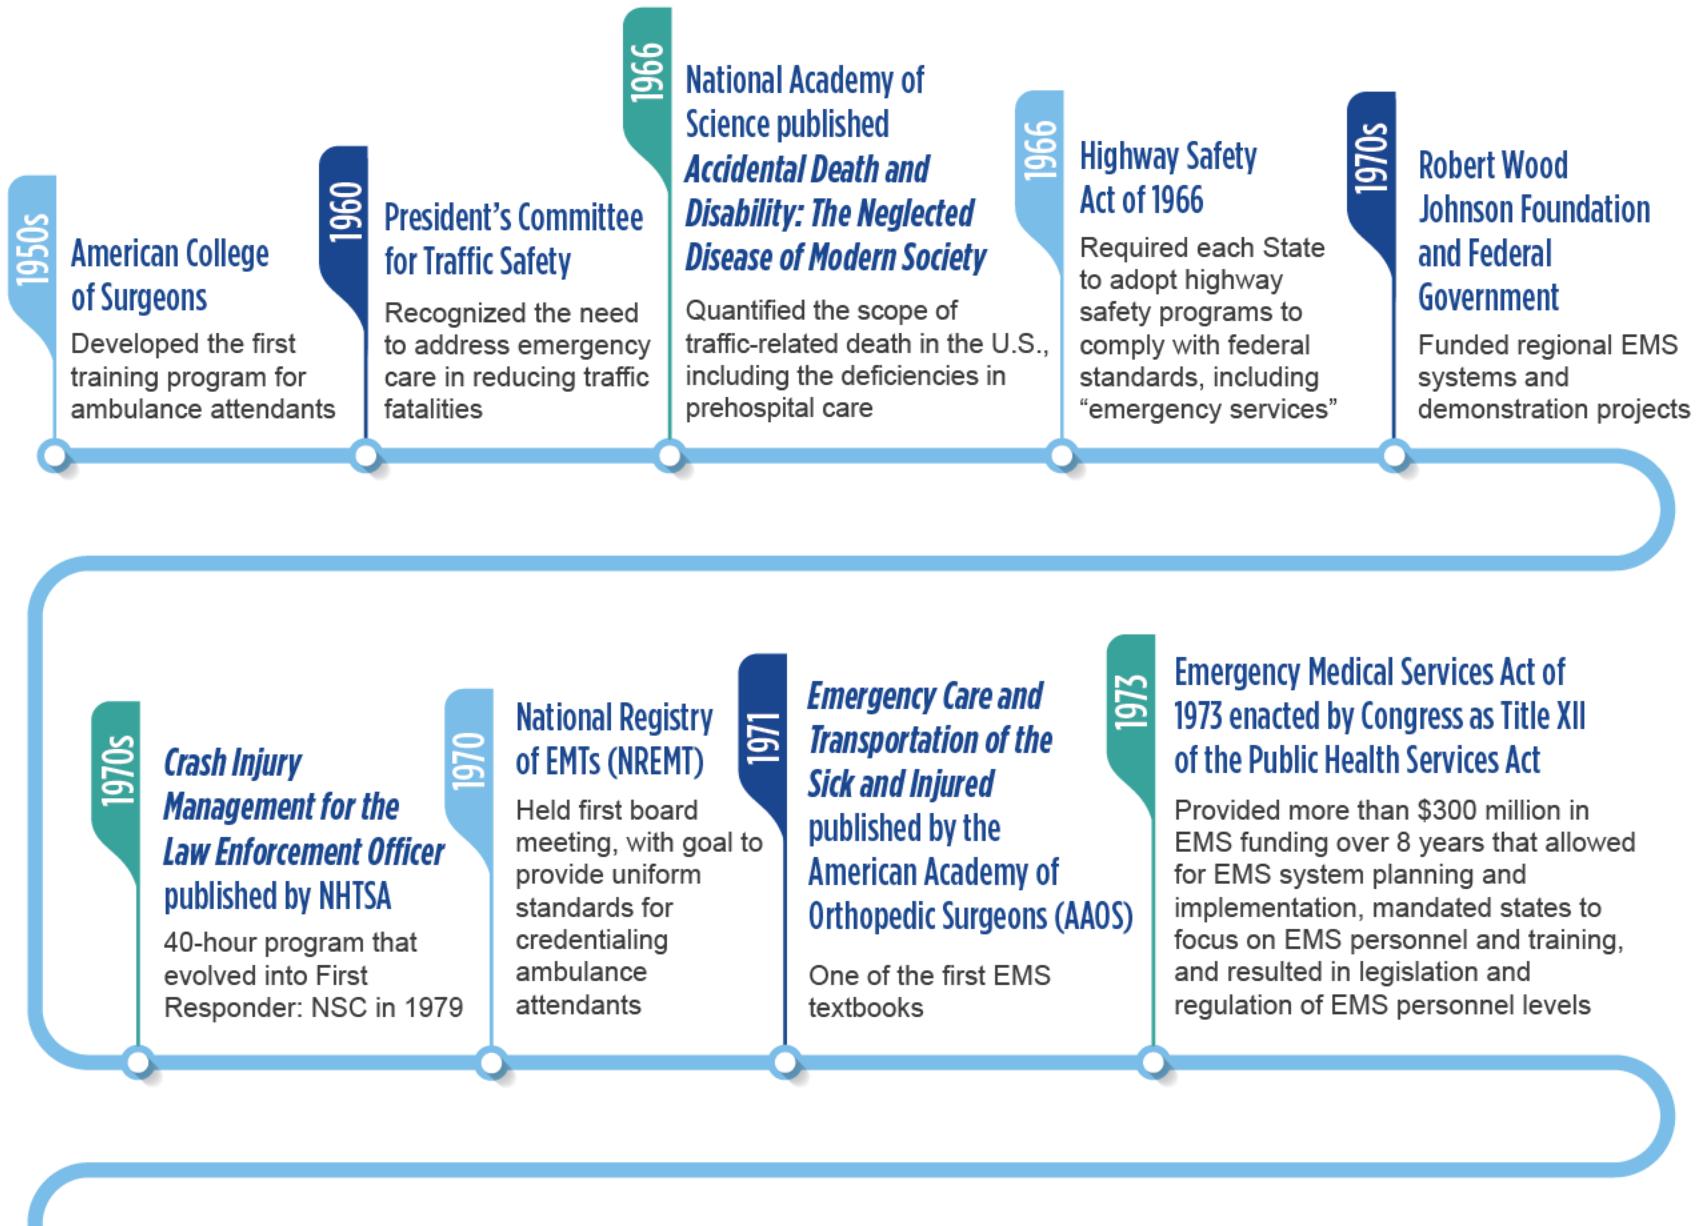 1950s
American College
of Surgeons
Developed the first
training program for
ambulance attendants
1960
President’s Committee
for Traffic Safety
Recognized the need
to address emergency
care in reducing traffic
fatalities
1966
National Academy of
Science published
Accidental Death and
Disability: The Neglected
Disease of Modern Society
Quantified the scope of
traffic-related death in the U.S.,
including the deficiencies in
prehospital care
1966
Highway Safety
Act of 1966
Required each State
to adopt highway
safety programs to
comply with federal
standards, including
“emergency services”
1970s
Robert Wood
Johnson Foundation
and Federal
Government
Funded regional EMS
systems and
demonstration projects
1970s
Crash Injury
Management for the
Law Enforcement Officer
published by NHTSA
40-hour program that
evolved into First
Responder: NSC in 1979
1970
National Registry
of EMTs (NREMT)
Held first board
meeting, with goal to
provide uniform
standards for
credentialing
ambulance
attendants
1971
Emergency Care and
Transportation of the
Sick and Injured
published by the
American Academy of
Orthopedic Surgeons (AAOS)
One of the first EMS
textbooks
1973
Emergency Medical Services Act of
1973 enacted by Congress as Title XII
of the Public Health Services Act
Provided more than $300 million in
EMS funding over 8 years that allowed
for EMS system planning and
implementation, mandated states to
focus on EMS personnel and training,
and resulted in legislation and
regulation of EMS personnel levels